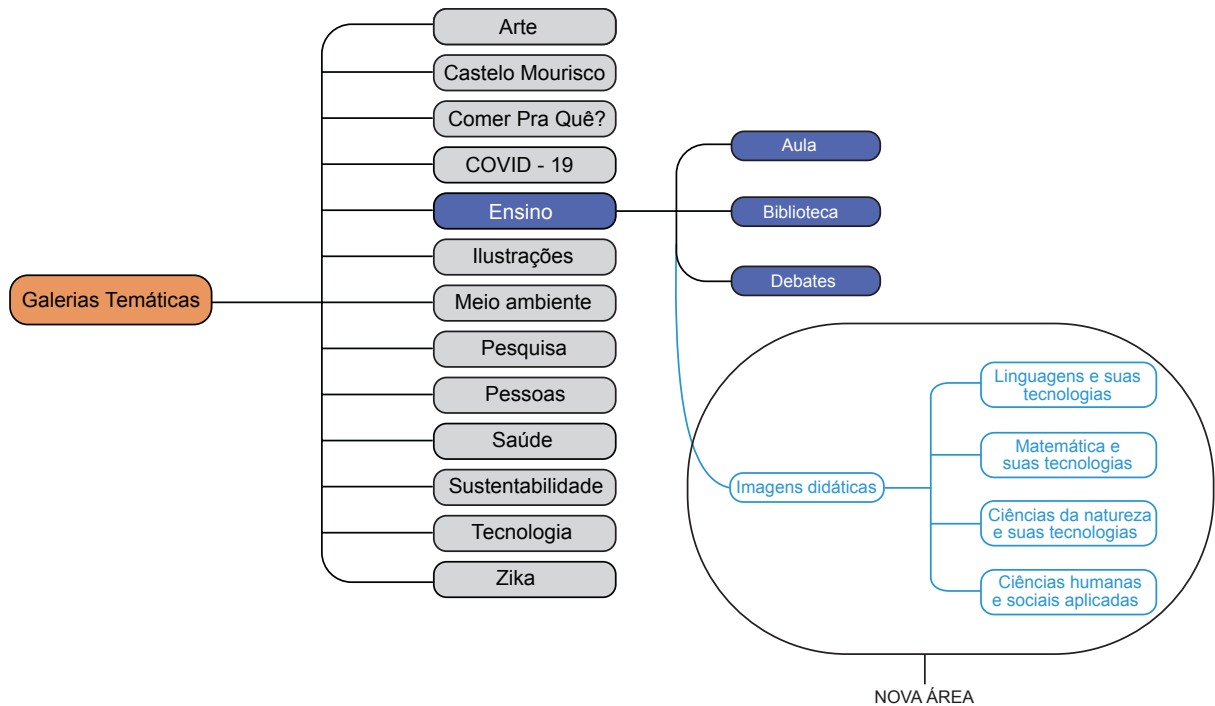 Galerias Temáticas
Arte
Castelo Mourisco
Comer Pra Quê?
COVID - 19
Ensino
Ilustrações
Meio ambiente
Pesquisa
Pessoas
Saúde
Sustentabilidade
Tecnologia
Zika
Aula
Biblioteca
Debates
Imagens didáticas
Linguagens e suas
tecnologias
Matemática e
suas tecnologias
Ciências da natureza
e suas tecnologias
Ciências humanas
e sociais aplicadas
NOVA ÁREA